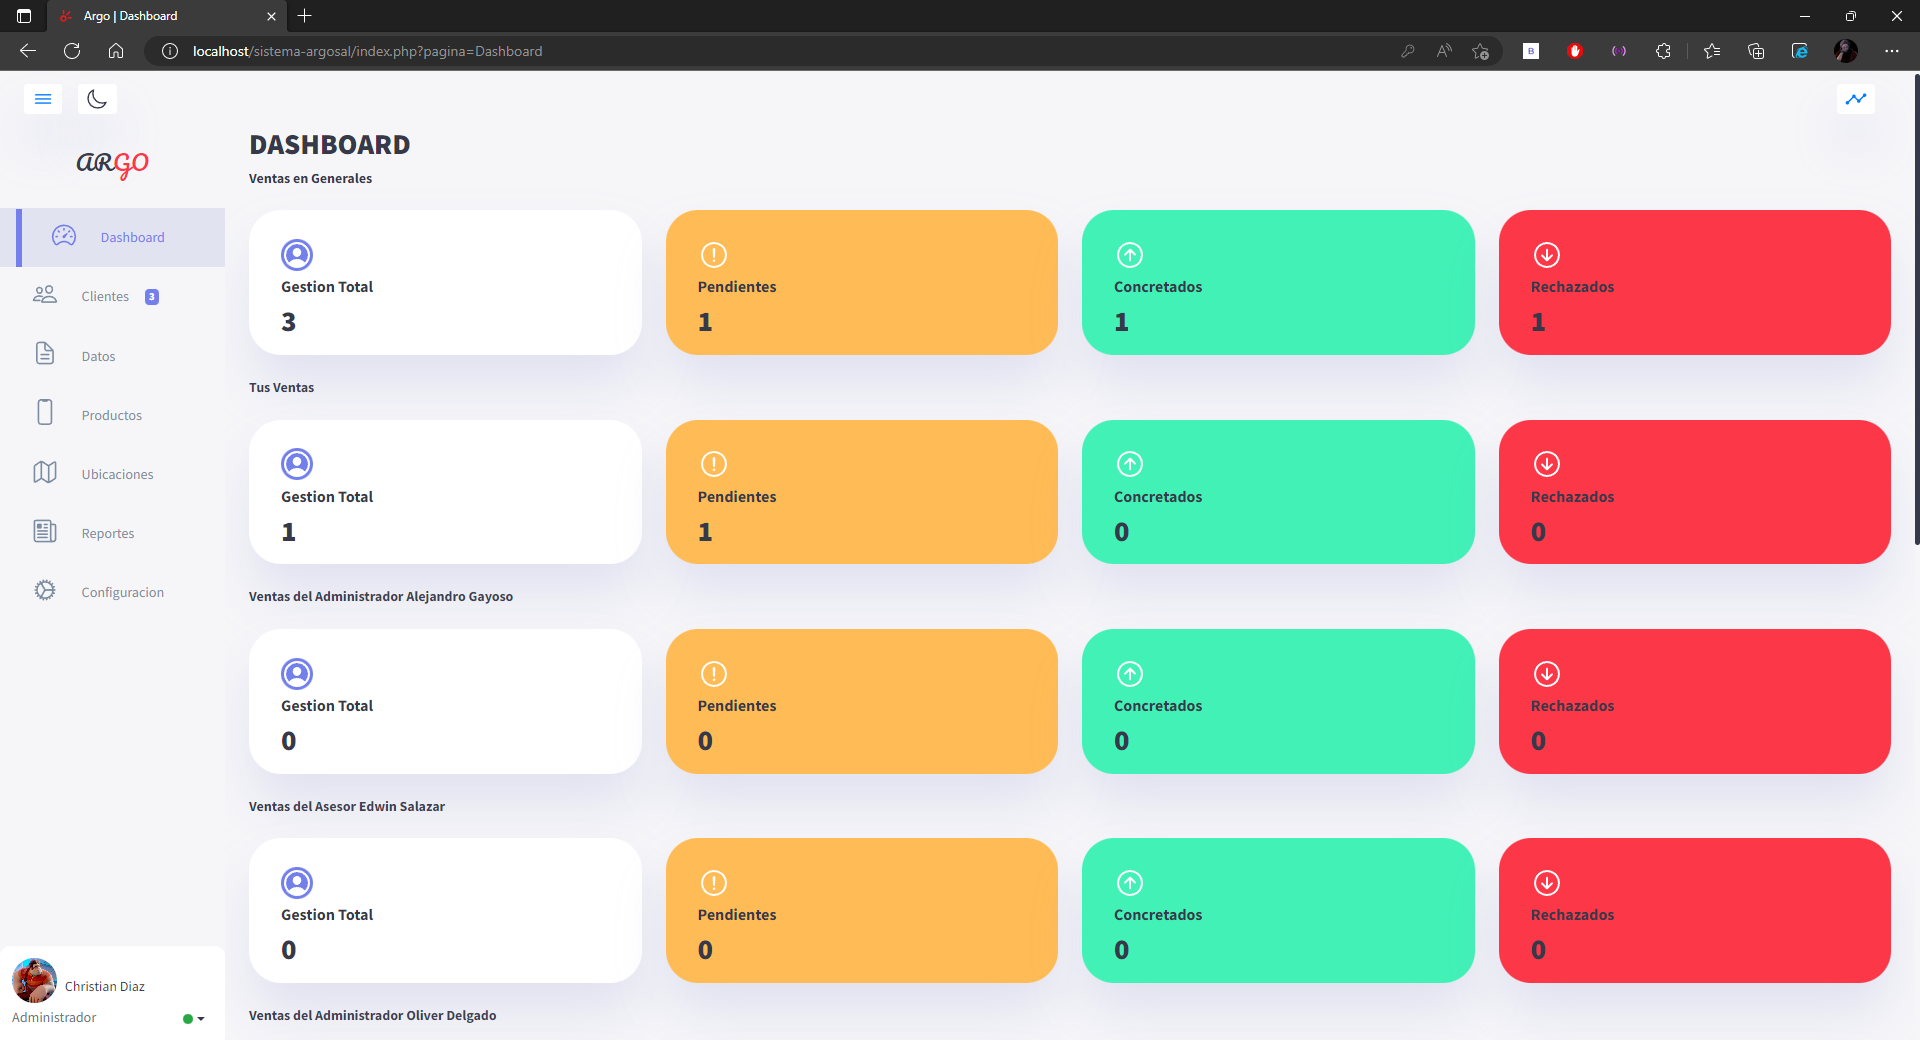 Argo | Dashboard
localhost/sistema-argosal/index.php?pagina=Dashboard
ARGO
Dashboard
Clientes 3
Datos
Productos
Ubicaciones
Reportes
Configuracion
Christian Diaz
Administrador
DASHBOARD
Ventas en Generales
Gestion Total
3
Pendientes
1
Concretados
1
Rechazados
1
Tus Ventas
Gestion Total
1
Pendientes
1
Concretados
0
Rechazados
0
Ventas del Administrador Alejandro Gayoso
Gestion Total
0
Pendientes
0
Concretados
0
Rechazados
0
Ventas del Asesor Edwin Salazar
Gestion Total
0
Pendientes
0
Concretados
0
Rechazados
0
Ventas del Administrador Oliver Delgado